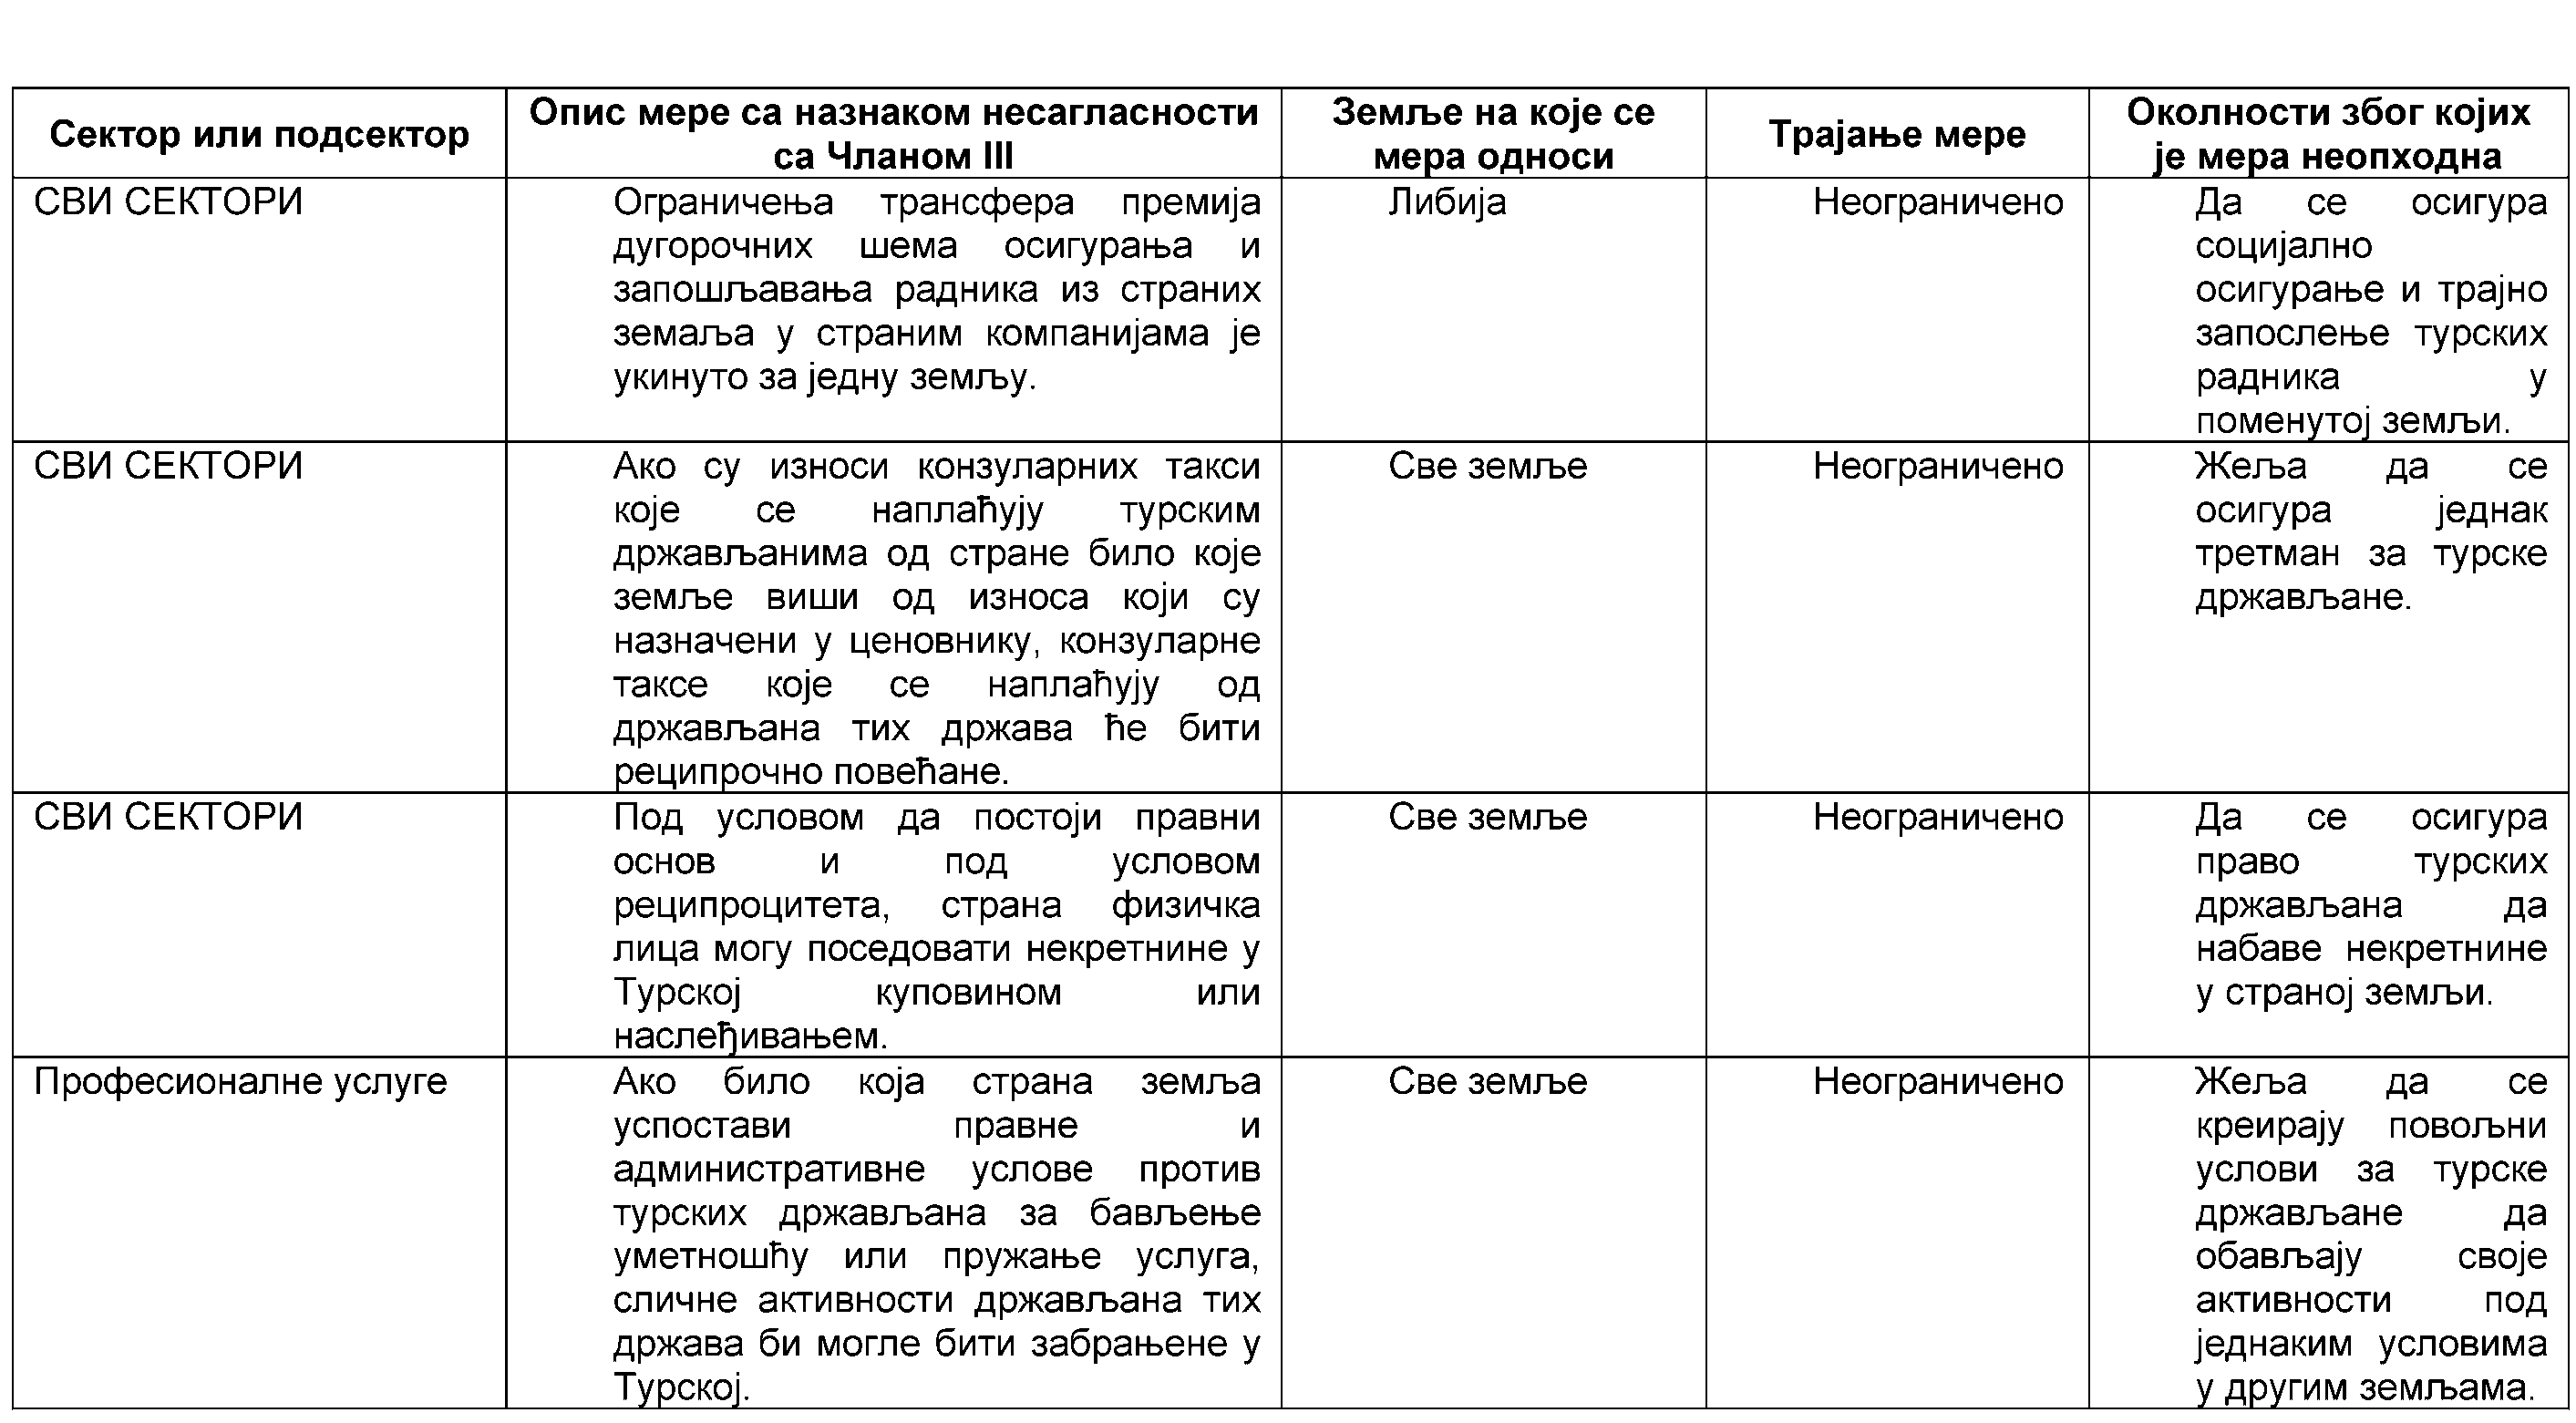 Сектор или подсектор
Опис мере са назнаком несагласности
са Чланом III
Земље на које се
мера односи
Трајање мере
Околности због којих
је мера неопходна
СВИ СЕКТОРИ
Ограничења трансфера премија
дугорочних шема осигурања и
запошљавања радника из страних
земаља у страним компанијама је
укинуто за једну земљу.
Либија
Неограничено
Да се осигура
социјално
осигурање и трајно
запослење турских
радника у
поменутој земљи.
СВИ СЕКТОРИ
Ако су износи конзуларних такси
које се наплаћују турским
држављанима од стране било које
земље виши од износа који су
назначени у ценовнику, конзуларне
таксе које се наплаћују од
држављана тих држава ће бити
реципрочно повећане.
Све земље
Неограничено
Жеља да се
осигура једнак
третман за турске
држављане.
СВИ СЕКТОРИ
Под условом да постоји правни
основ и под условом
реципроцитета, страна физичка
лица могу поседовати некретнине у
Турској куповином или
наслеђивањем.
Све земље
Неограничено
Да се осигура
право турских
држављана да
набаве некретнине
у страној земљи.
Професионалне услуге
Ако било која страна земља
успостави правне и
административне услове против
турских држављана за бављење
уметношћу или пружање услуга,
сличне активности држављана тих
држава би могле бити забрањене у
Турској.
Све земље
Неограничено
Жеља да се
креирају повољни
услови за турске
држављане да
обављају своје
активности под
једнаким условима
у другим земљама.